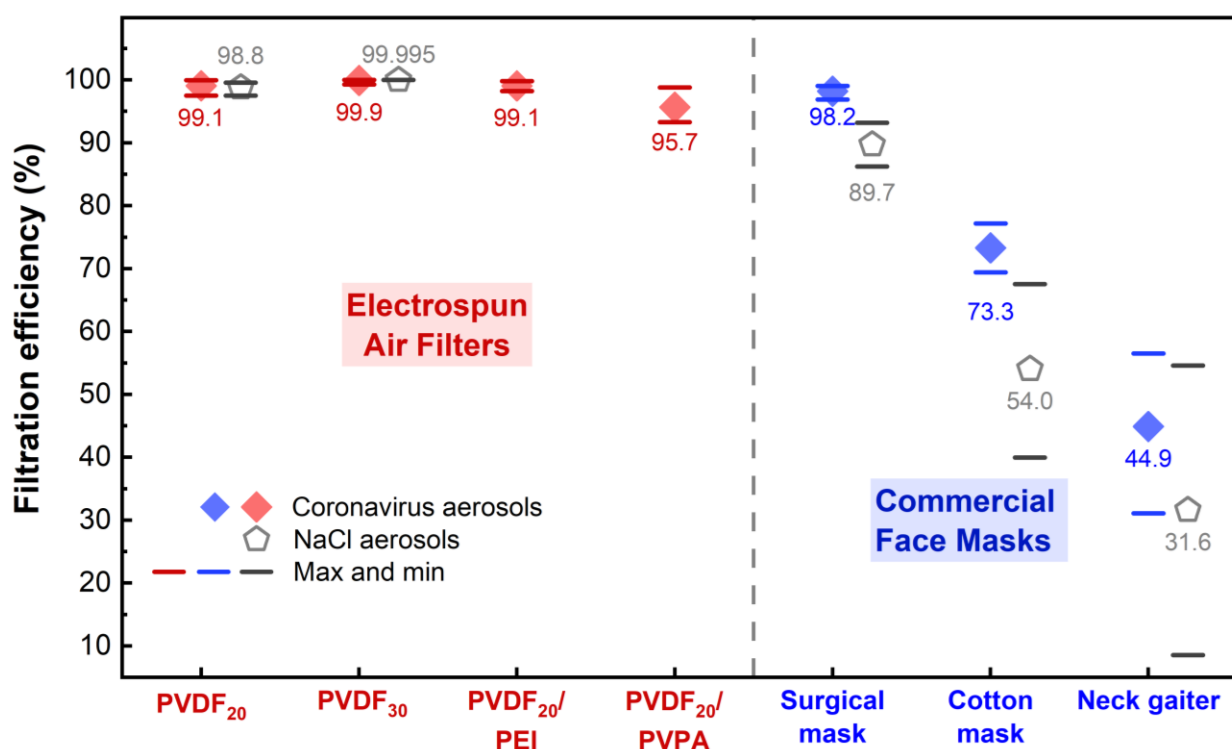 Filtration efficiency (%)
100
90
80
70
60
50
40
30
20
10
98.8
99.995
99.1
99.9
99.1
95.7
98.2
89.7
73.3
54.0
44.9
31.6
Electrospun
Air Filters
Commercial
Face Masks
Coronavirus aerosols
NaCl aerosols
Max and min
PVDF₂₀
PVDF₃₀
PVDF₂₀/
PEI
PVDF₂₀/
PVPA
Surgical
mask
Cotton
mask
Neck gaiter